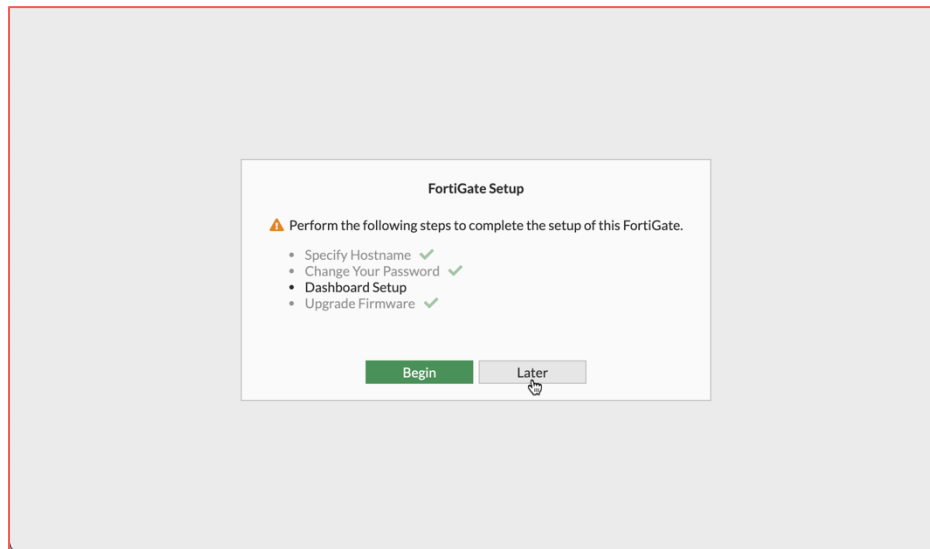 FortiGate Setup
Perform the following steps to complete the setup of this FortiGate.
• Specify Hostname
• Change Your Password
• Dashboard Setup
• Upgrade Firmware
Begin
Later